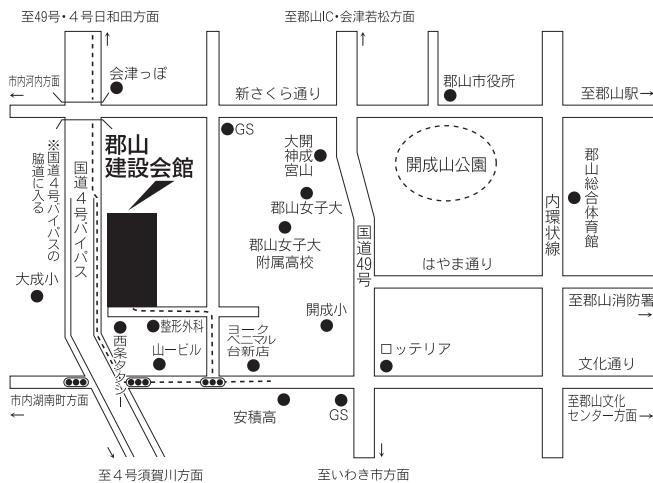 至49号・４号日和田方面
至郡山IC・会津若松方面
会津っぽ
市内河内方面
郡山市役所
新さくら通り
至郡山駅
GS
郡山
建設会館
大開
神成
宮山
開成山公園
※国道４号バイパスの
脇道に入る
国道４号バイパス
郡山女子大
郡山総合体育館
内環状線
国道49号
郡山女子大
附属高校
はやま通り
大成小
至郡山消防署
整形外科
西条タクシー
ヨーク
ベニマル
台新店
開成小
山一ビル
ロッテリア
文化通り
市内湖南町方面
安積高
GS
至郡山文化
センター方面
至４号須賀川方面
至いわき市方面